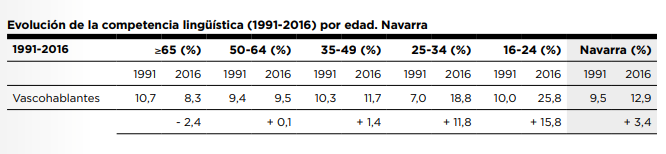 Evolución de la competencia lingüística (1991-2016) por edad. Navarra
1991-2016 ≥65 (%) 50-64 (%) 35-49 (%) 25-34 (%) 16-24 (%) Navarra (%)
1991 2016 1991 2016 1991 2016 1991 2016 1991 2016 1991 2016
Vascohablantes 10,7 8,3 9,4 9,5 10,3 11,7 7,0 18,8 10,0 25,8 9,5 12,9
- 2,4 + 0,1 + 1,4 + 11,8 + 15,8 + 3,4